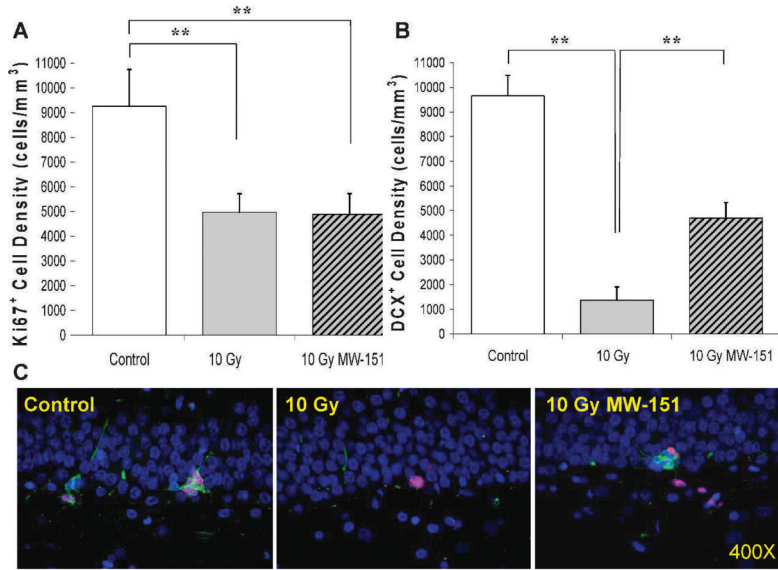 A
**
**
Ki67+ Cell Density (cells/mm3)
11000
10000
9000
8000
7000
6000
5000
4000
3000
2000
1000
0
Control
10 Gy
10 Gy MW-151
B
**
**
DCX+ Cell Density (cells/mm3)
11000
10000
9000
8000
7000
6000
5000
4000
3000
2000
1000
0
Control
10 Gy
10 Gy MW-151
C
Control
10 Gy
10 Gy MW-151
400X